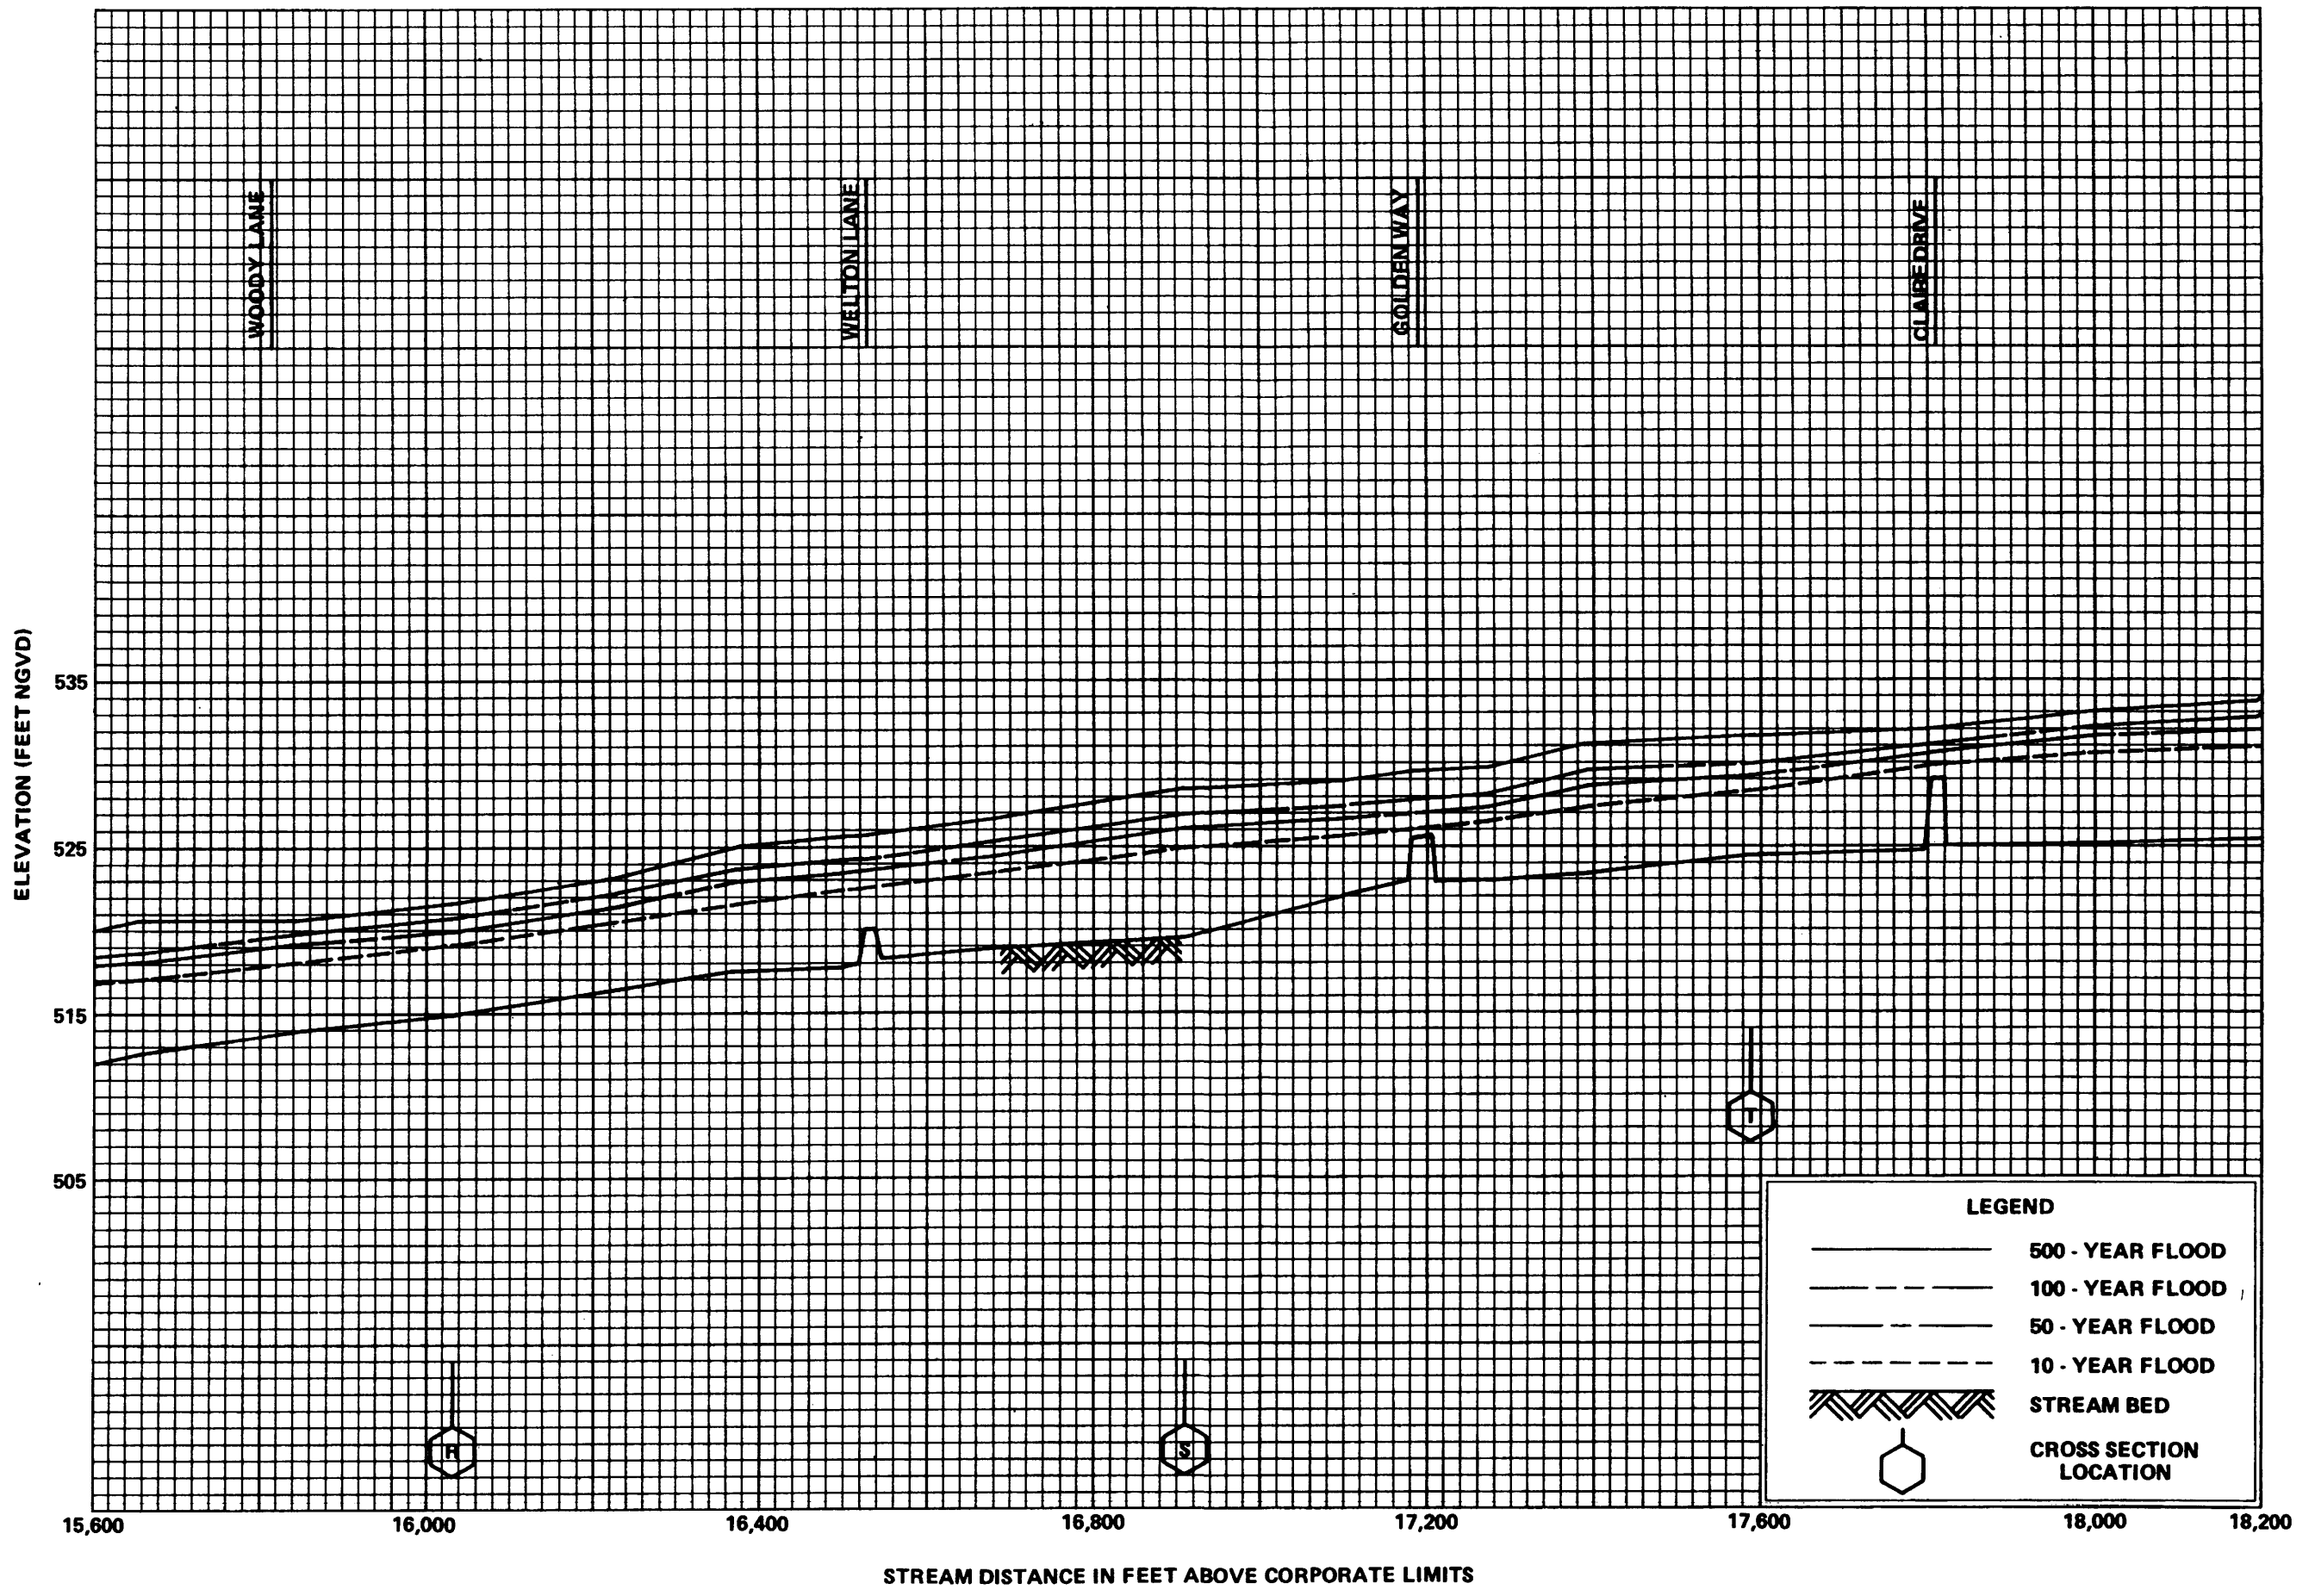 WOODY LANE
WELTON LANE
GOLDEN WAY
CLAIRE DRIVE
ELEVATION (FEET NGVD)
535
525
515
505
R
S
T
LEGEND
500 - YEAR FLOOD
100 - YEAR FLOOD
50 - YEAR FLOOD
10 - YEAR FLOOD
STREAM BED
CROSS SECTION
LOCATION
15,600
16,000
16,400
16,800
17,200
17,600
18,000
18,200
STREAM DISTANCE IN FEET ABOVE CORPORATE LIMITS